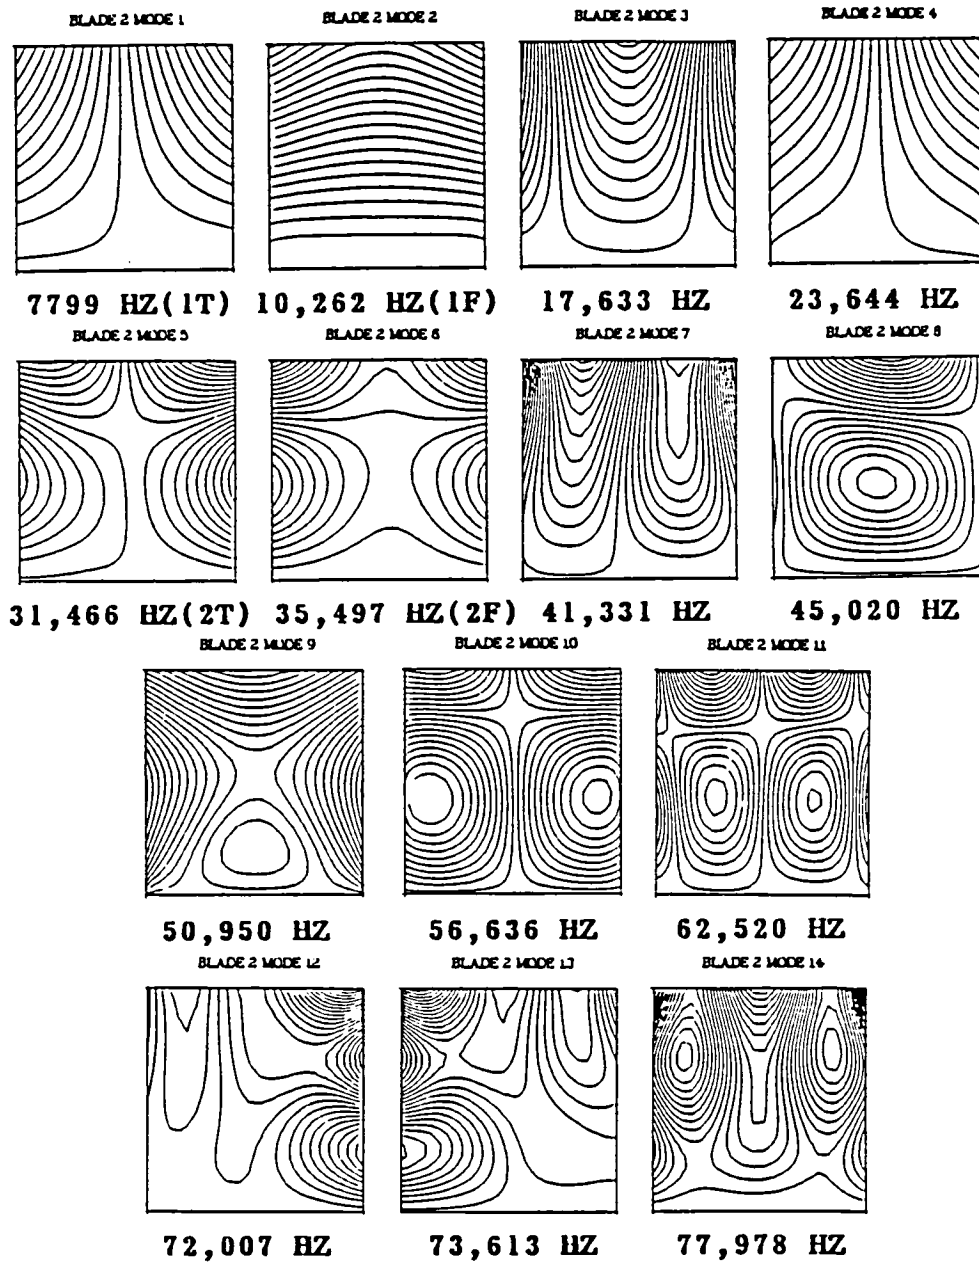 BLADE 2 MODE 1
BLADE 2 MODE 2
BLADE 2 MODE 3
BLADE 2 MODE 4
7799 HZ(1T)
10,262 HZ(1F)
17,633 HZ
23,644 HZ
BLADE 2 MODE 5
BLADE 2 MODE 6
BLADE 2 MODE 7
BLADE 2 MODE 8
31,466 HZ(2T)
35,497 HZ(2F)
41,331 HZ
45,020 HZ
BLADE 2 MODE 9
BLADE 2 MODE 10
BLADE 2 MODE 11
50,950 HZ
56,636 HZ
62,520 HZ
BLADE 2 MODE 12
BLADE 2 MODE 13
BLADE 2 MODE 14
72,007 HZ
73,613 HZ
77,978 HZ